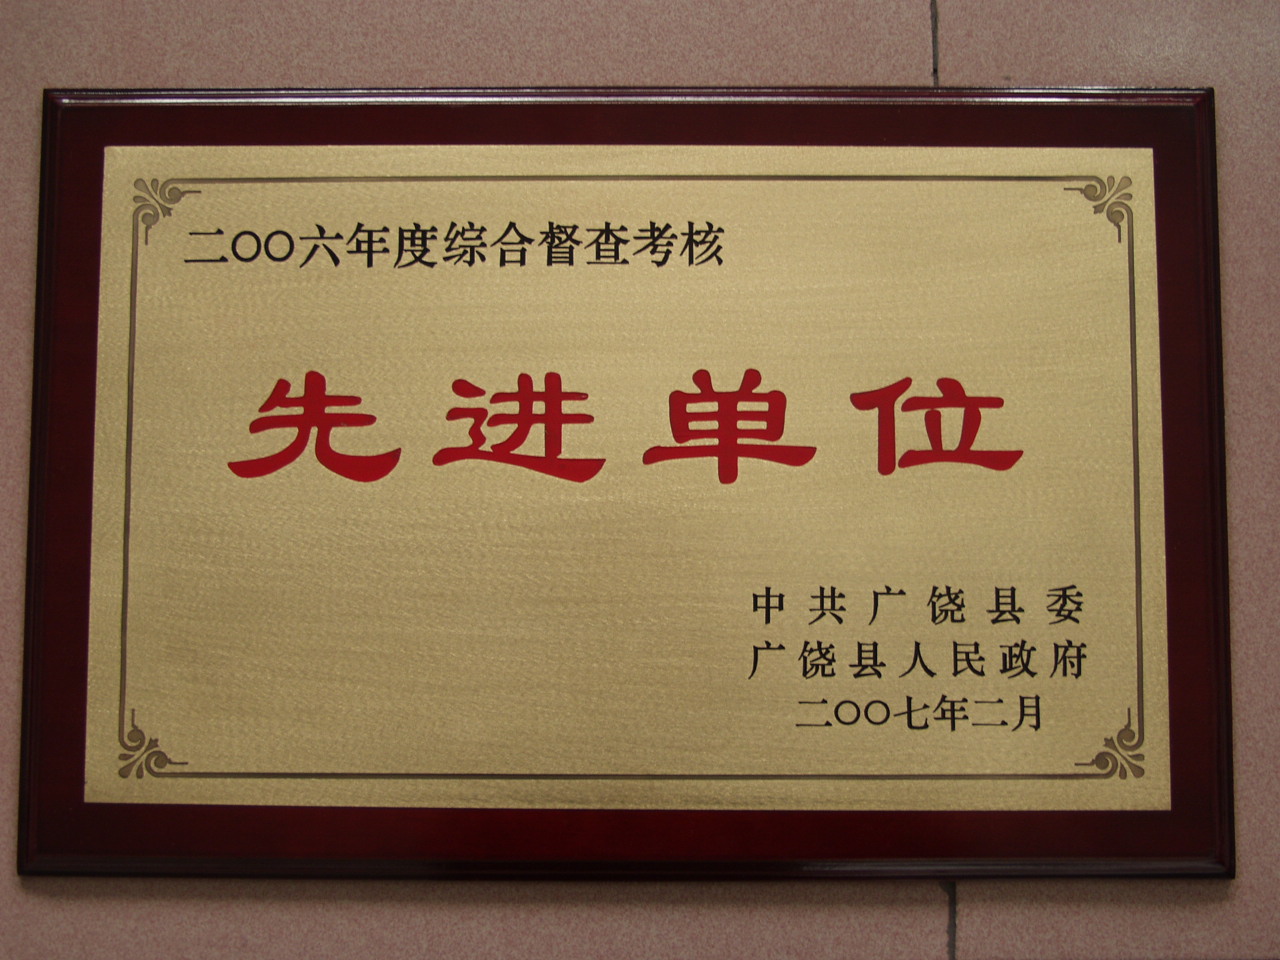 二〇〇六年度综合督查考核
先进单位
中共广饶县委
广饶县人民政府
二〇〇七年二月